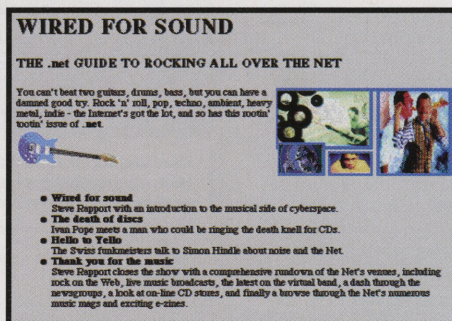 WIRED FOR SOUND
THE .net GUIDE TO ROCKING ALL OVER THE NET
You can't beat two guitars, drums, bass, but you can have a
damned good try. Rock 'n' roll, pop, techno, ambient, heavy
metal, indie - the Internet's got the lot, and so has this rootin'
tootin' issue of .net.
Wired for sound
Steve Rapport with an introduction to the musical side of cyberspace.
The death of discs
Ivan Pope meets a man who could be ringing the death knell for CDs.
Hello to Yello
The Swiss funkmeisters talk to Simon Hindle about noise and the Net.
Thank you for the music
Steve Rapport closes the show with a comprehensive rundown of the Net's venues, including
rock on the Web, live music broadcasts, the latest on the virtual band, a dash through the
newsgroups, a look at on-line CD stores, and finally a browse through the Net's numerous
music mags and exciting e-zines.